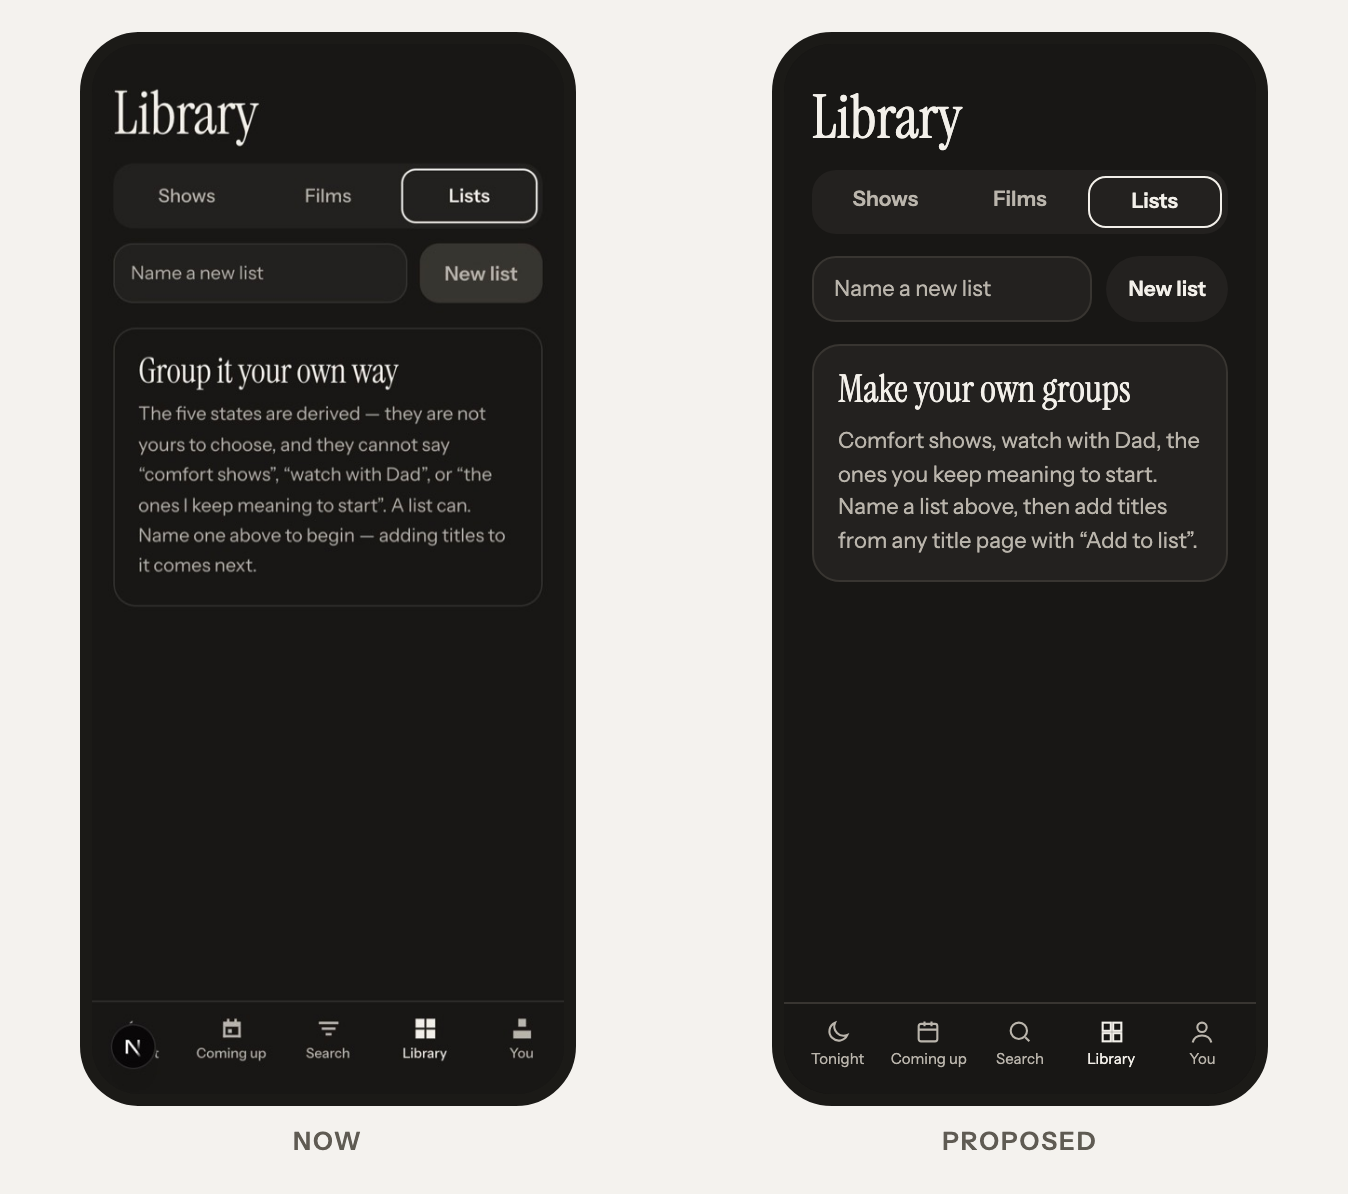 Library
Shows Films Lists
Name a new list New list
Group it your own way
The five states are derived — they are not
yours to choose, and they cannot say
“comfort shows”, “watch with Dad”, or “the
ones I keep meaning to start”. A list can.
Name one above to begin — adding titles to
it comes next.
N
Coming up Search Library You
NOW
Library
Shows Films Lists
Name a new list New list
Make your own groups
Comfort shows, watch with Dad, the
ones you keep meaning to start.
Name a list above, then add titles
from any title page with “Add to list”.
Tonight Coming up Search Library You
PROPOSED